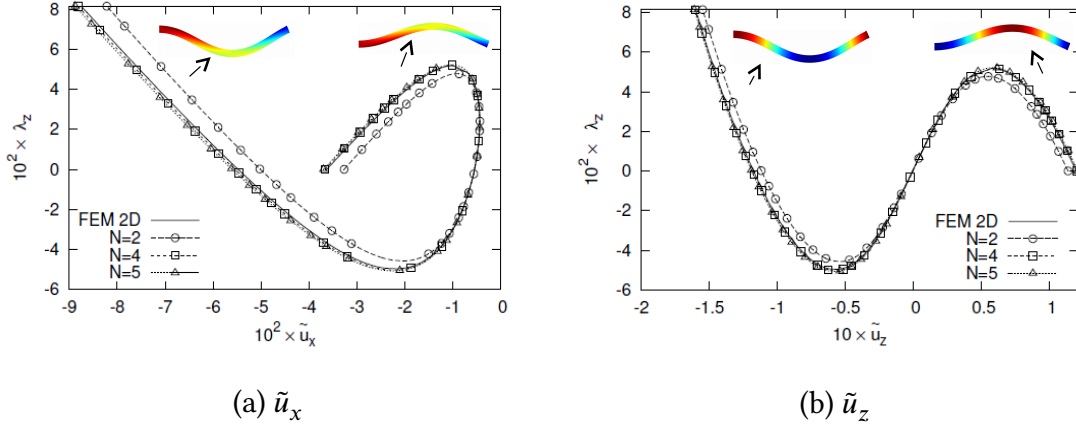 8
6
4
2
0
-2
-4
-6
10² × λz
FEM 2D
N=2
N=4
N=5
-9 -8 -7 -6 -5 -4 -3 -2 -1 0
10² × ũx
(a) ũx
8
6
4
2
0
-2
-4
-6
10² × λz
FEM 2D
N=2
N=4
N=5
-2 -1.5 -1 -0.5 0 0.5 1
10 × ũz
(b) ũz